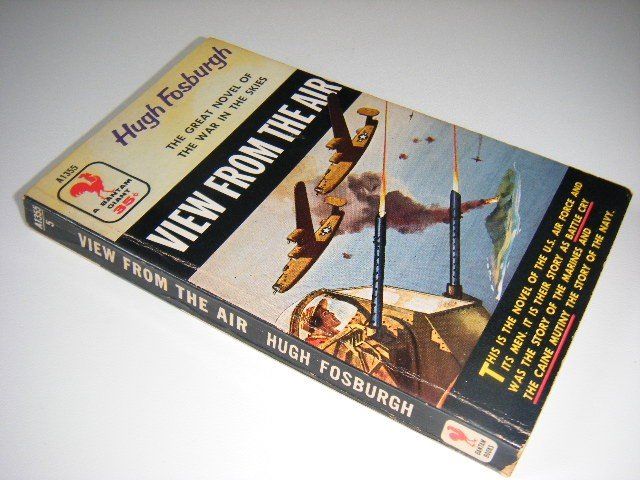 Hugh Fosburgh
THE GREAT NOVEL OF
THE WAR IN THE SKIES
A1355
A BANTAM
GIANT
35¢
VIEW FROM THE AIR
THIS IS THE NOVEL OF THE U.S. AIR FORCE AND
ITS MEN. IT IS THEIR STORY AS BATTLE CRY
WAS THE STORY OF THE MARINES AND
THE CAINE MUTINY THE STORY OF THE NAVY.
A1355
VIEW FROM THE AIR HUGH FOSBURGH
BANTAM
BOOKS